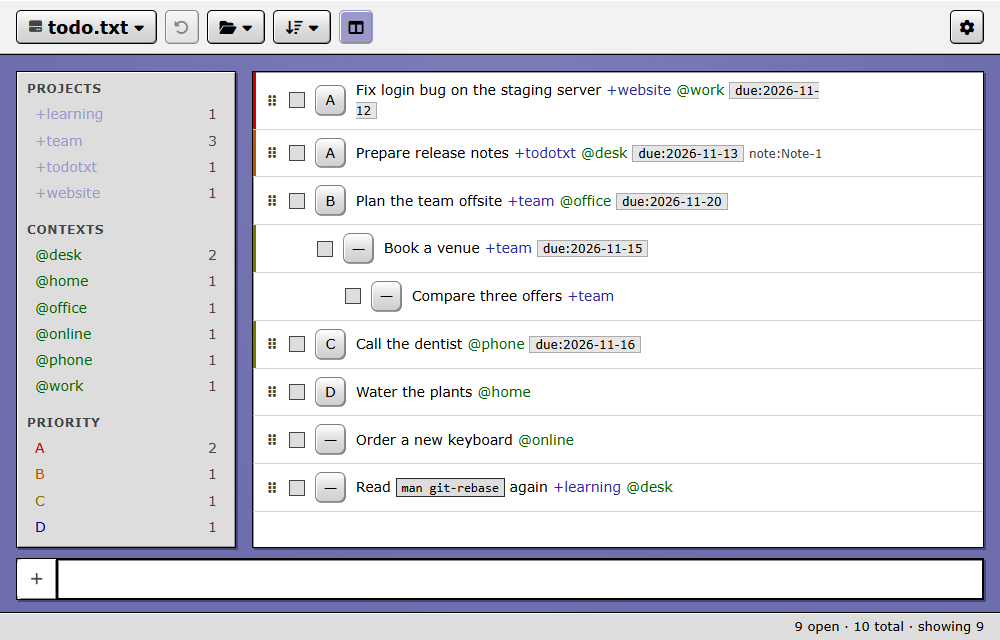 todo.txt
PROJECTS
+learning 1
+team 3
+todotxt 1
+website 1
CONTEXTS
@desk 2
@home 1
@office 1
@online 1
@phone 1
@work 1
PRIORITY
A 2
B 1
C 1
D 1
A Fix login bug on the staging server +website @work due:2026-11-
12
A Prepare release notes +todotxt @desk due:2026-11-13 note:Note-1
B Plan the team offsite +team @office due:2026-11-20
— Book a venue +team due:2026-11-15
— Compare three offers +team
C Call the dentist @phone due:2026-11-16
D Water the plants @home
— Order a new keyboard @online
— Read man git-rebase again +learning @desk
+
9 open · 10 total · showing 9